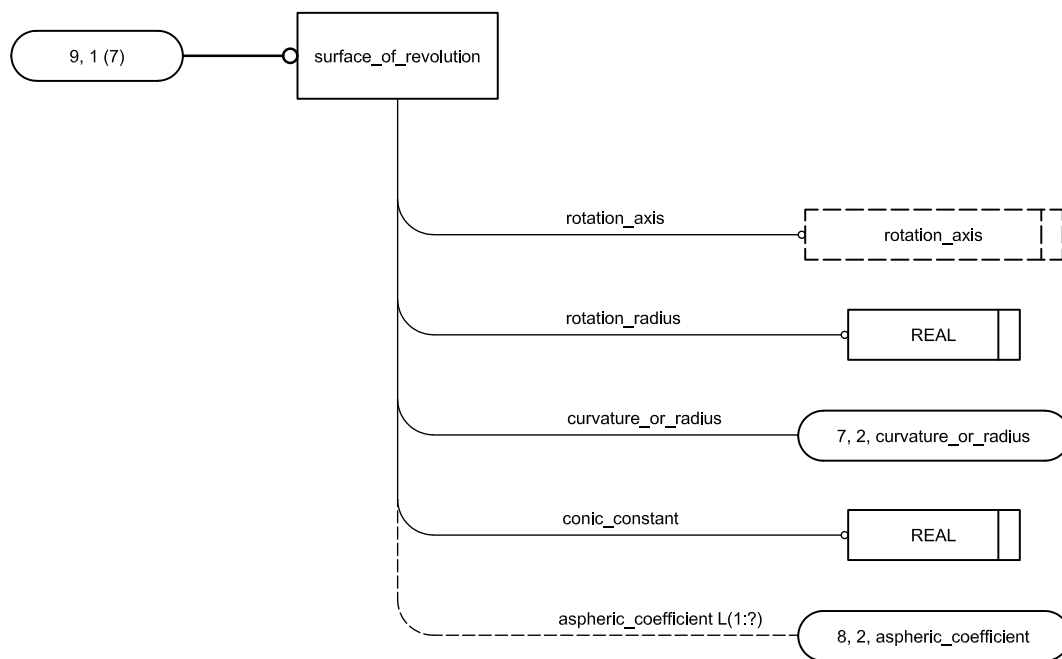 9, 1 (7)
surface_of_revolution
rotation_axis
rotation_axis
rotation_radius
REAL
curvature_or_radius
7, 2, curvature_or_radius
conic_constant
REAL
aspheric_coefficient L(1:?)
8, 2, aspheric_coefficient